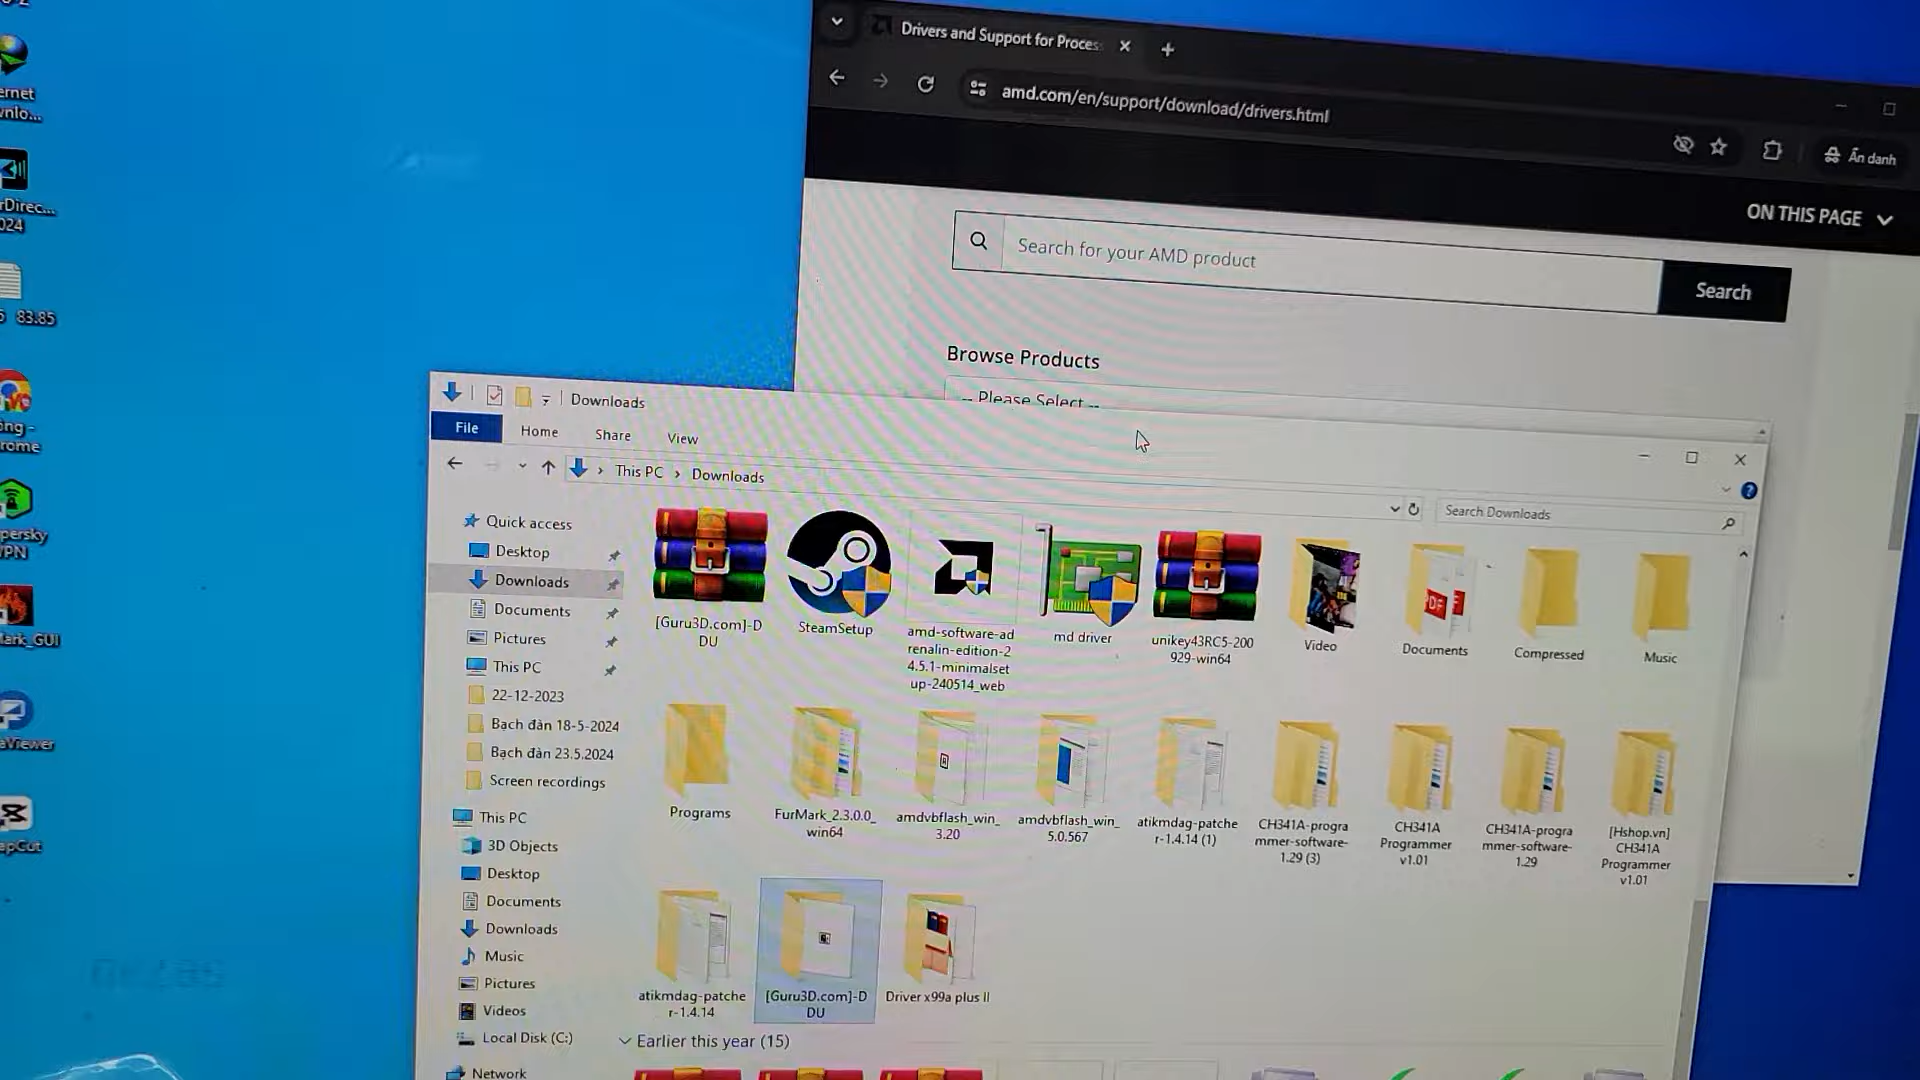 Drivers and Support for Proces
amd.com/en/support/download/drivers.html
Ẩn danh
ON THIS PAGE
Search for your AMD product
Search
Browse Products
-- Please Select --
Downloads
File
Home
Share
View
This PC
Downloads
Search Downloads
Quick access
Desktop
Downloads
Documents
Pictures
This PC
22-12-2023
Bạch đàn 18-5-2024
Bạch đàn 23.5.2024
Screen recordings
This PC
3D Objects
Desktop
Documents
Downloads
Music
Pictures
Videos
Local Disk (C:)
Network
[Guru3D.com]-D
DU
SteamSetup
amd-software-ad
renalin-edition-2
4.5.1-minimalset
up-240514_web
md driver
unikey43RC5-200
929-win64
Video
Documents
Compressed
Music
Programs
FurMark_2.3.0.0_
win64
amdvbflash_win_
3.20
amdvbflash_win_
5.0.567
atikmdag-patche
r-1.4.14 (1)
CH341A-progra
mmer-software-
1.29 (3)
CH341A
Programmer
v1.01
CH341A-progra
mmer-software-
1.29
[Hshop.vn]
CH341A
Programmer
v1.01
atikmdag-patche
r-1.4.14
[Guru3D.com]-D
DU
Driver x99a plus II
Earlier this year (15)
ernet
wnlo...
rDirec...
024
83.85
ong -
rome
persky
PN
ark_GUI
aViewer
apCut